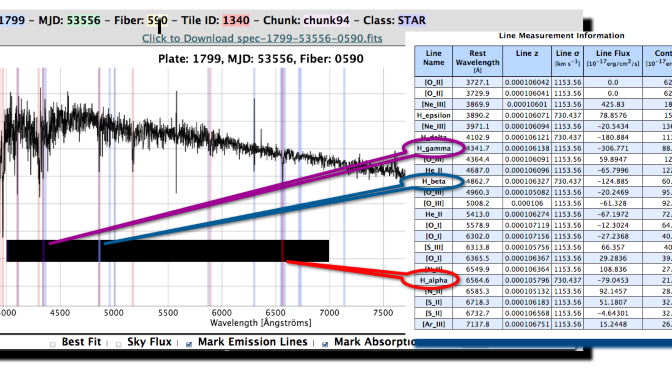 1799 - MJD: 53556 - Fiber: 590 - Tile ID: 1340 - Chunk: chunk94 - Class: STAR
Click to Download spec-1799-53556-0590.fits
Plate: 1799, MJD: 53556, Fiber: 0590
4500 5000 5500 6000 6500 7000 7500
Wavelength [Ångströms]
Best Fit | Sky Flux | Mark Emission Lines | Mark Absorptio
Line Measurement Information
Line Name Rest Wavelength [Å] Line z Line σ [km s⁻¹] Line Flux [10⁻¹⁷erg/cm²/s] Cont [10⁻¹⁷er
[O_II] 3727.1 0.000106042 1153.56 0.0 62
[O_II] 3729.9 0.000106041 1153.56 0.0 62
[Ne_III] 3869.9 0.00010601 1153.56 425.83 18
H_epsilon 3890.2 0.000106071 730.437 78.8576 15
[Ne_III] 3971.1 0.000106094 1153.56 -20.5434 136
H_delta 4102.9 0.000106121 730.437 -180.884 11
H_gamma 4341.7 0.000106138 1153.56 -306.771 88.
[O_III] 4364.4 0.000106091 1153.56 59.8947 12
He_II 4687.0 0.000106096 1153.56 -65.7996 12
H_beta 4862.7 0.000106327 730.437 -124.885 60.
[O_III] 4960.3 0.000105082 1153.56 -20.2469 95.
[O_III] 5008.2 0.000106 1153.56 -61.328 92.
He_II 5413.0 0.000106274 1153.56 -67.1972 72.
[O_I] 5578.9 0.000107119 1153.56 -12.3024 64.
[O_I] 6302.0 0.000107156 1153.56 -27.2368 42.
[S_III] 6313.8 0.000105756 1153.56 66.357 40
[O_I] 6365.5 0.000106367 1153.56 29.2836 39.
[N_II] 6549.9 0.000106364 1153.56 108.836 27.
H_alpha 6564.6 0.000105796 730.437 -79.0453 21.
[N_II] 6585.3 0.000105132 1153.56 92.1457 28.
[S_II] 6718.3 0.000106183 1153.56 51.1807 32.
[S_II] 6732.7 0.000106568 1153.56 -4.64301 32.
[Ar_III] 7137.8 0.000106751 1153.56 15.2448 26.